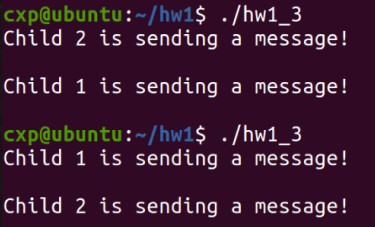 cxp@ubuntu:~/hw1$ ./hw1_3
Child 2 is sending a message!
Child 1 is sending a message!
cxp@ubuntu:~/hw1$ ./hw1_3
Child 1 is sending a message!
Child 2 is sending a message!